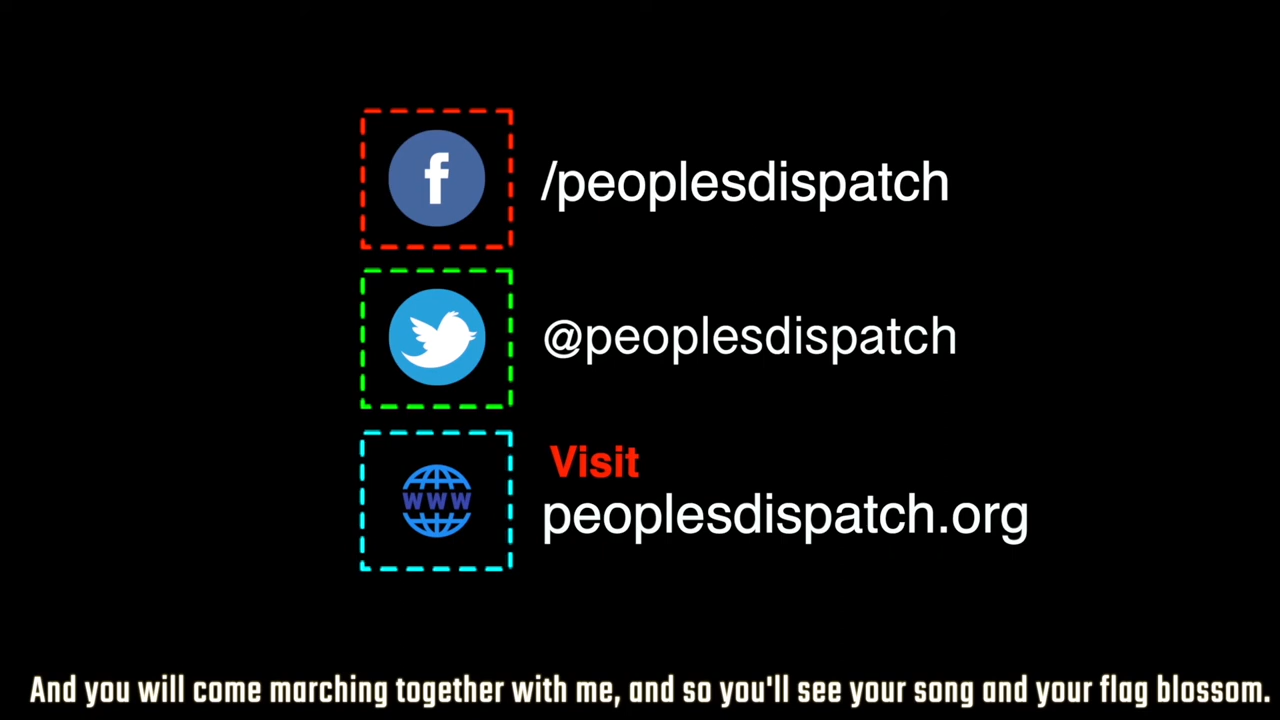 f
/peoplesdispatch
@peoplesdispatch
Visit
www
peoplesdispatch.org
And you will come marching together with me, and so you'll see your song and your flag blossom.